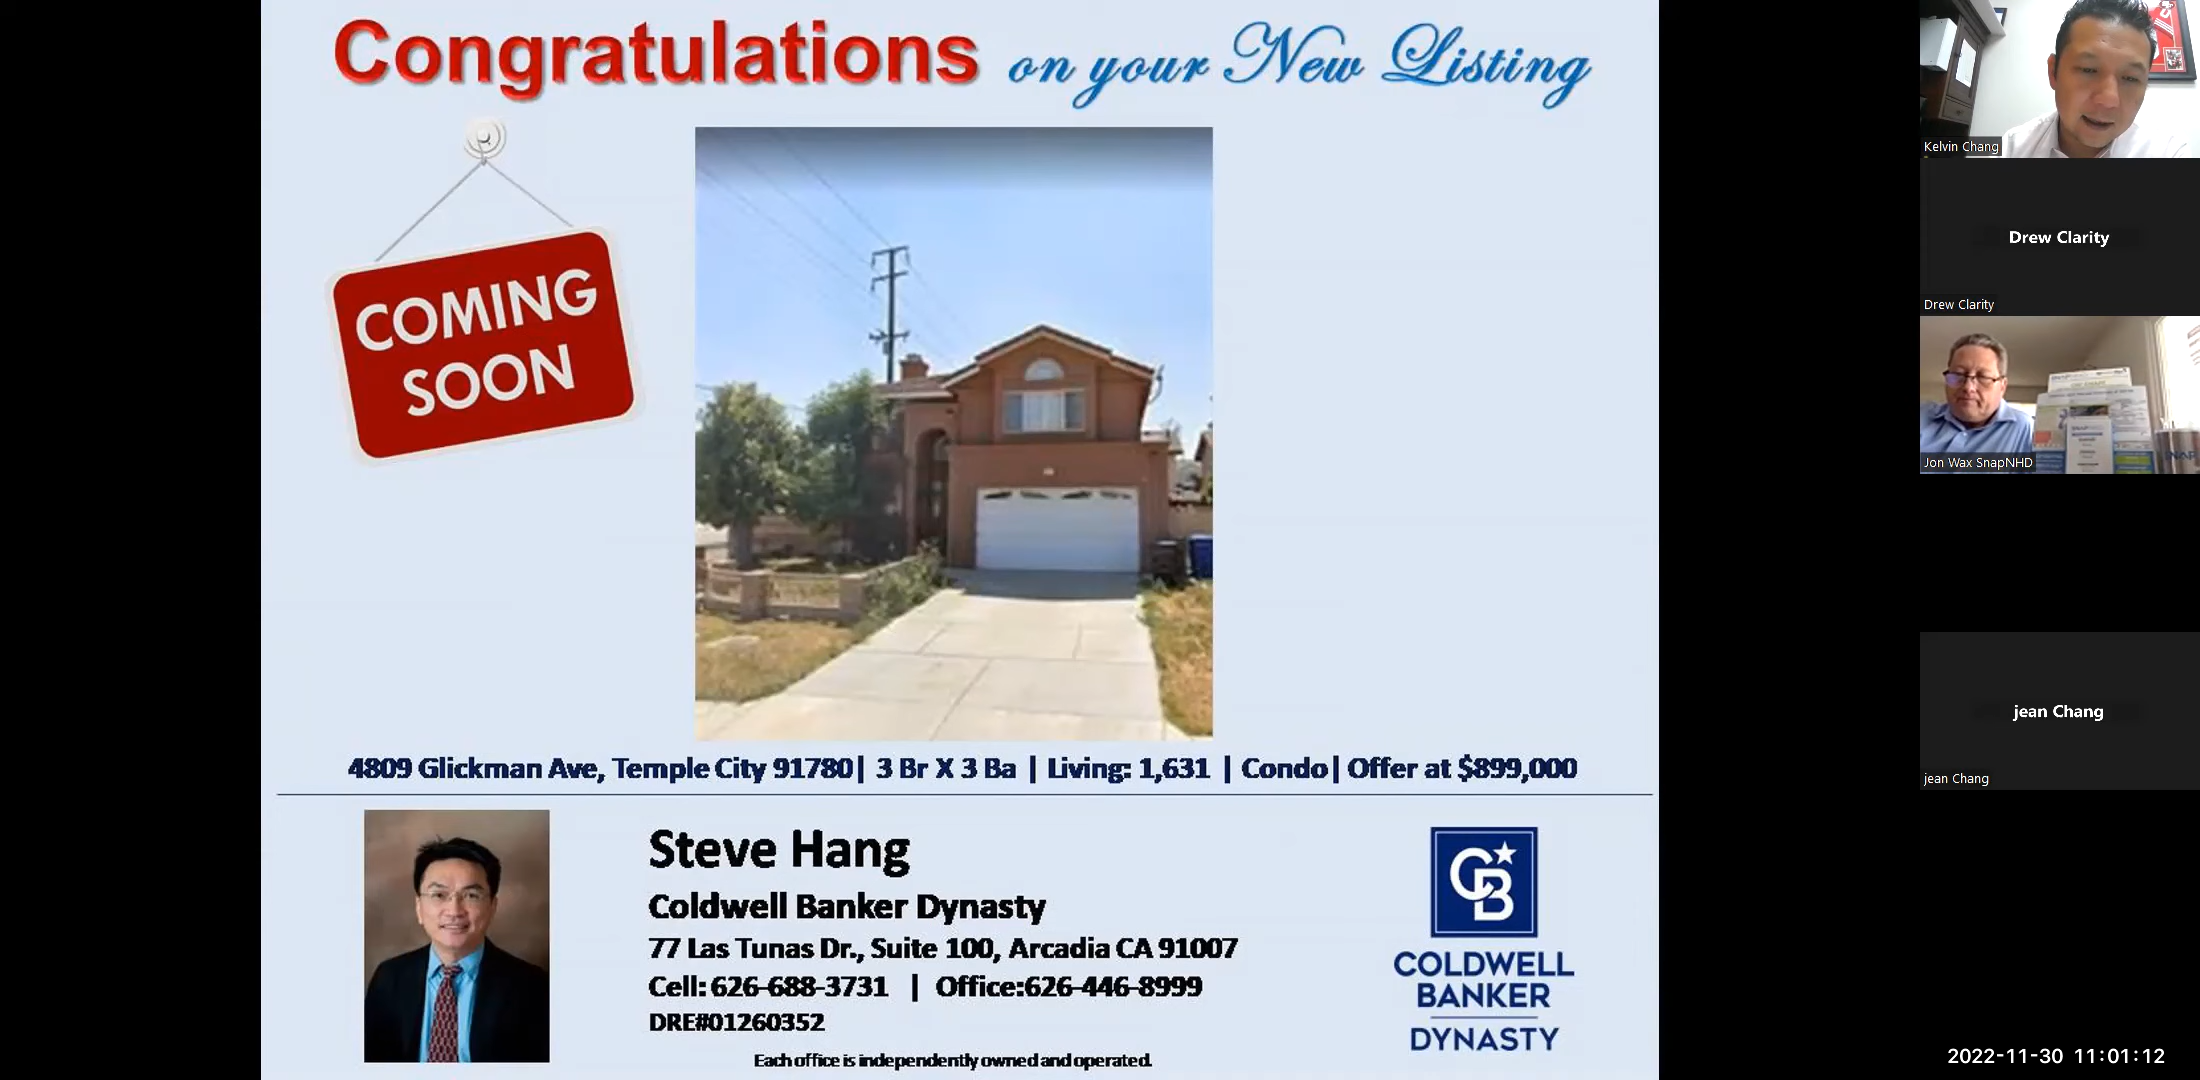 Congratulations on your New Listing
COMING
SOON
4809 Glickman Ave, Temple City 91780| 3 Br X 3 Ba | Living: 1,631 | Condo| Offer at $899,000
Steve Hang
Coldwell Banker Dynasty
77 Las Tunas Dr., Suite 100, Arcadia CA 91007
Cell: 626-688-3731 | Office:626-446-8999
DRE#01260352
Each office is independently owned and operated.
CB
COLDWELL
BANKER
DYNASTY
Kelvin Chang
Drew Clarity
Drew Clarity
Jon Wax SnapNHD
jean Chang
jean Chang
2022-11-30 11:01:12